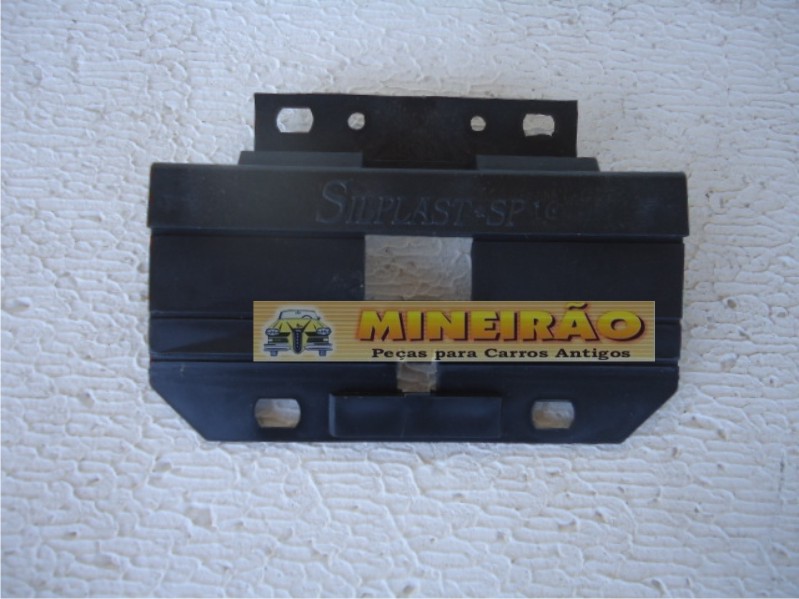 SILPLAST-SP
MINEIRÃO
Peças para Carros Antigos